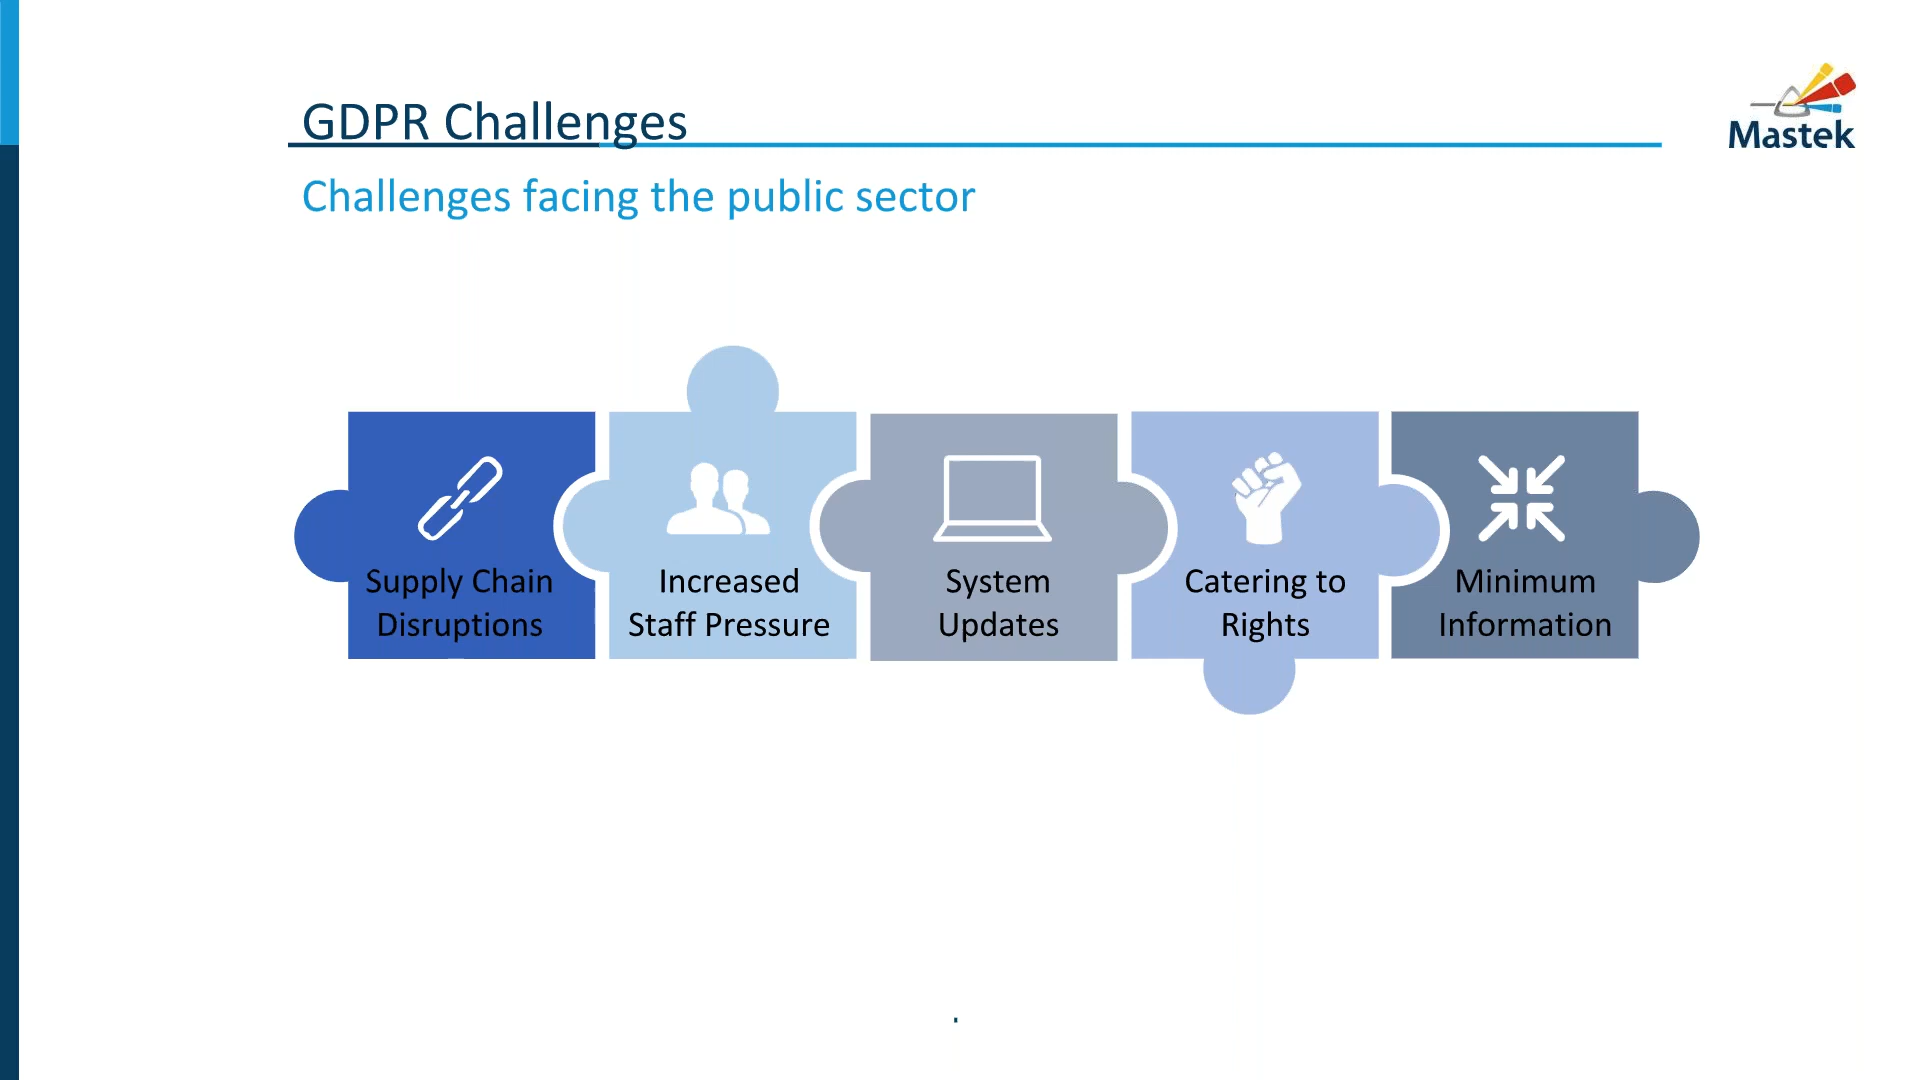 GDPR Challenges
Mastek
Challenges facing the public sector
Supply Chain
Disruptions
Increased
Staff Pressure
System
Updates
Catering to
Rights
Minimum
Information